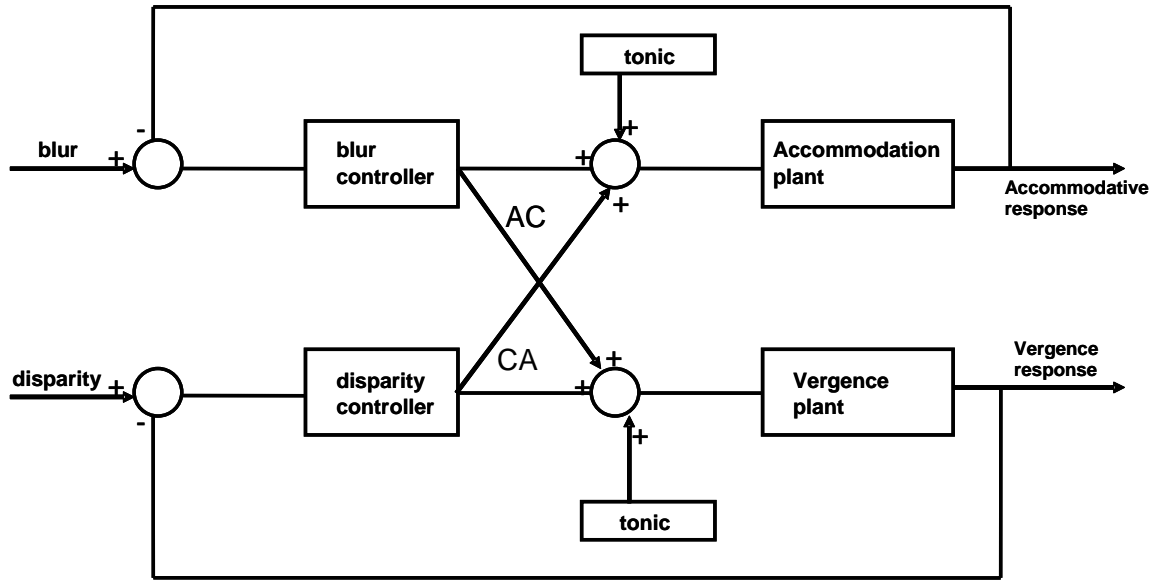 tonic
-
+
blur
+
blur
controller
+
+
Accommodation
plant
Accommodative
response
+
AC
CA
disparity
+
-
disparity
controller
+
+
+
Vergence
plant
Vergence
response
tonic